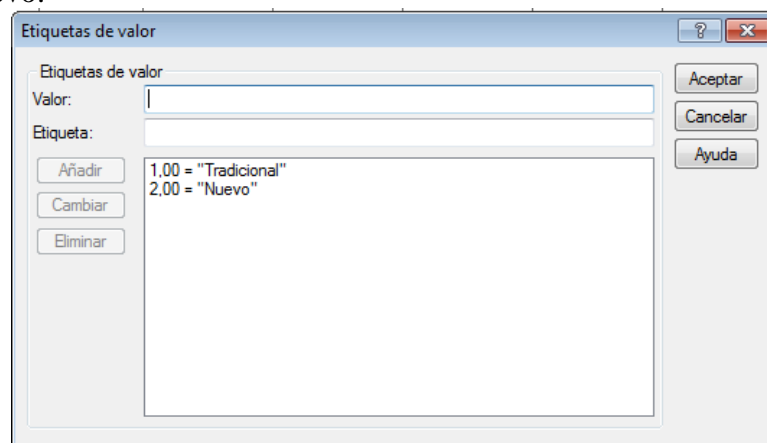 Etiquetas de valor
Etiquetas de valor
Valor:
Etiqueta:
Añadir
Cambiar
Eliminar
1,00 = "Tradicional"
2,00 = "Nuevo"
Aceptar
Cancelar
Ayuda